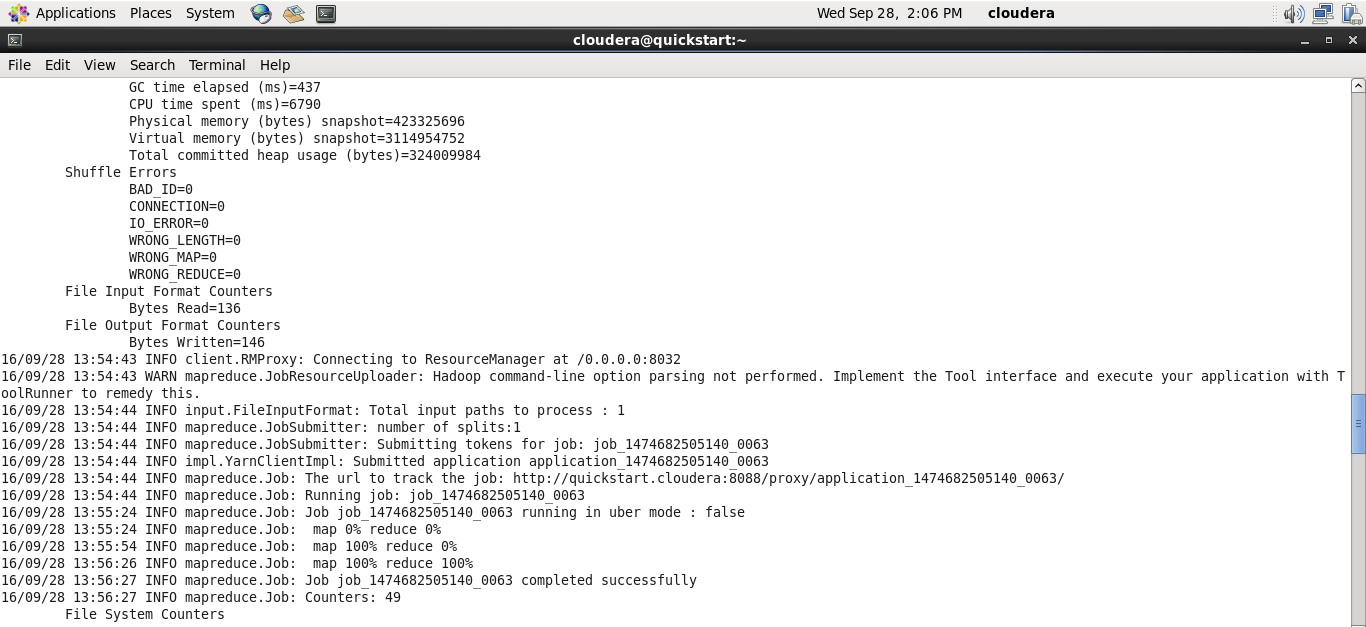 Applications Places System Wed Sep 28, 2:06 PM cloudera
cloudera@quickstart:~
File Edit View Search Terminal Help
GC time elapsed (ms)=437
CPU time spent (ms)=6790
Physical memory (bytes) snapshot=423325696
Virtual memory (bytes) snapshot=3114954752
Total committed heap usage (bytes)=324009984
Shuffle Errors
BAD_ID=0
CONNECTION=0
IO_ERROR=0
WRONG_LENGTH=0
WRONG_MAP=0
WRONG_REDUCE=0
File Input Format Counters
Bytes Read=136
File Output Format Counters
Bytes Written=146
16/09/28 13:54:43 INFO client.RMProxy: Connecting to ResourceManager at /0.0.0.0:8032
16/09/28 13:54:43 WARN mapreduce.JobResourceUploader: Hadoop command-line option parsing not performed. Implement the Tool interface and execute your application with T
oolRunner to remedy this.
16/09/28 13:54:44 INFO input.FileInputFormat: Total input paths to process : 1
16/09/28 13:54:44 INFO mapreduce.JobSubmitter: number of splits:1
16/09/28 13:54:44 INFO mapreduce.JobSubmitter: Submitting tokens for job: job_1474682505140_0063
16/09/28 13:54:44 INFO impl.YarnClientImpl: Submitted application application_1474682505140_0063
16/09/28 13:54:44 INFO mapreduce.Job: The url to track the job: http://quickstart.cloudera:8088/proxy/application_1474682505140_0063/
16/09/28 13:54:44 INFO mapreduce.Job: Running job: job_1474682505140_0063
16/09/28 13:55:24 INFO mapreduce.Job: Job job_1474682505140_0063 running in uber mode : false
16/09/28 13:55:24 INFO mapreduce.Job:  map 0% reduce 0%
16/09/28 13:55:54 INFO mapreduce.Job:  map 100% reduce 0%
16/09/28 13:56:26 INFO mapreduce.Job:  map 100% reduce 100%
16/09/28 13:56:27 INFO mapreduce.Job: Job job_1474682505140_0063 completed successfully
16/09/28 13:56:27 INFO mapreduce.Job: Counters: 49
File System Counters